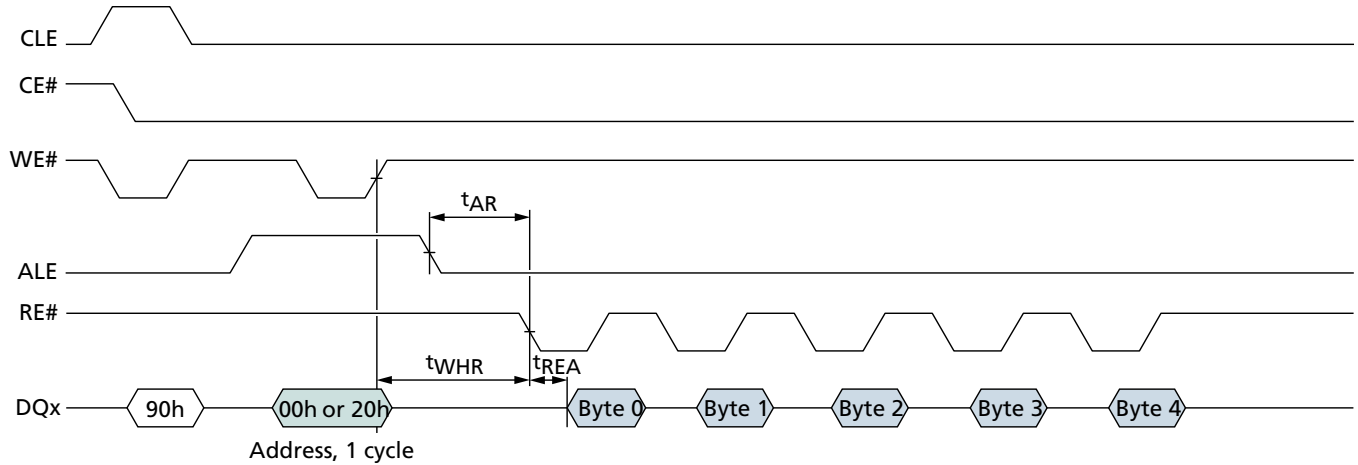 CLE
CE#
WE#
tAR
ALE
RE#
tWHR tREA
DQx 90h 00h or 20h Byte 0 Byte 1 Byte 2 Byte 3 Byte 4
Address, 1 cycle